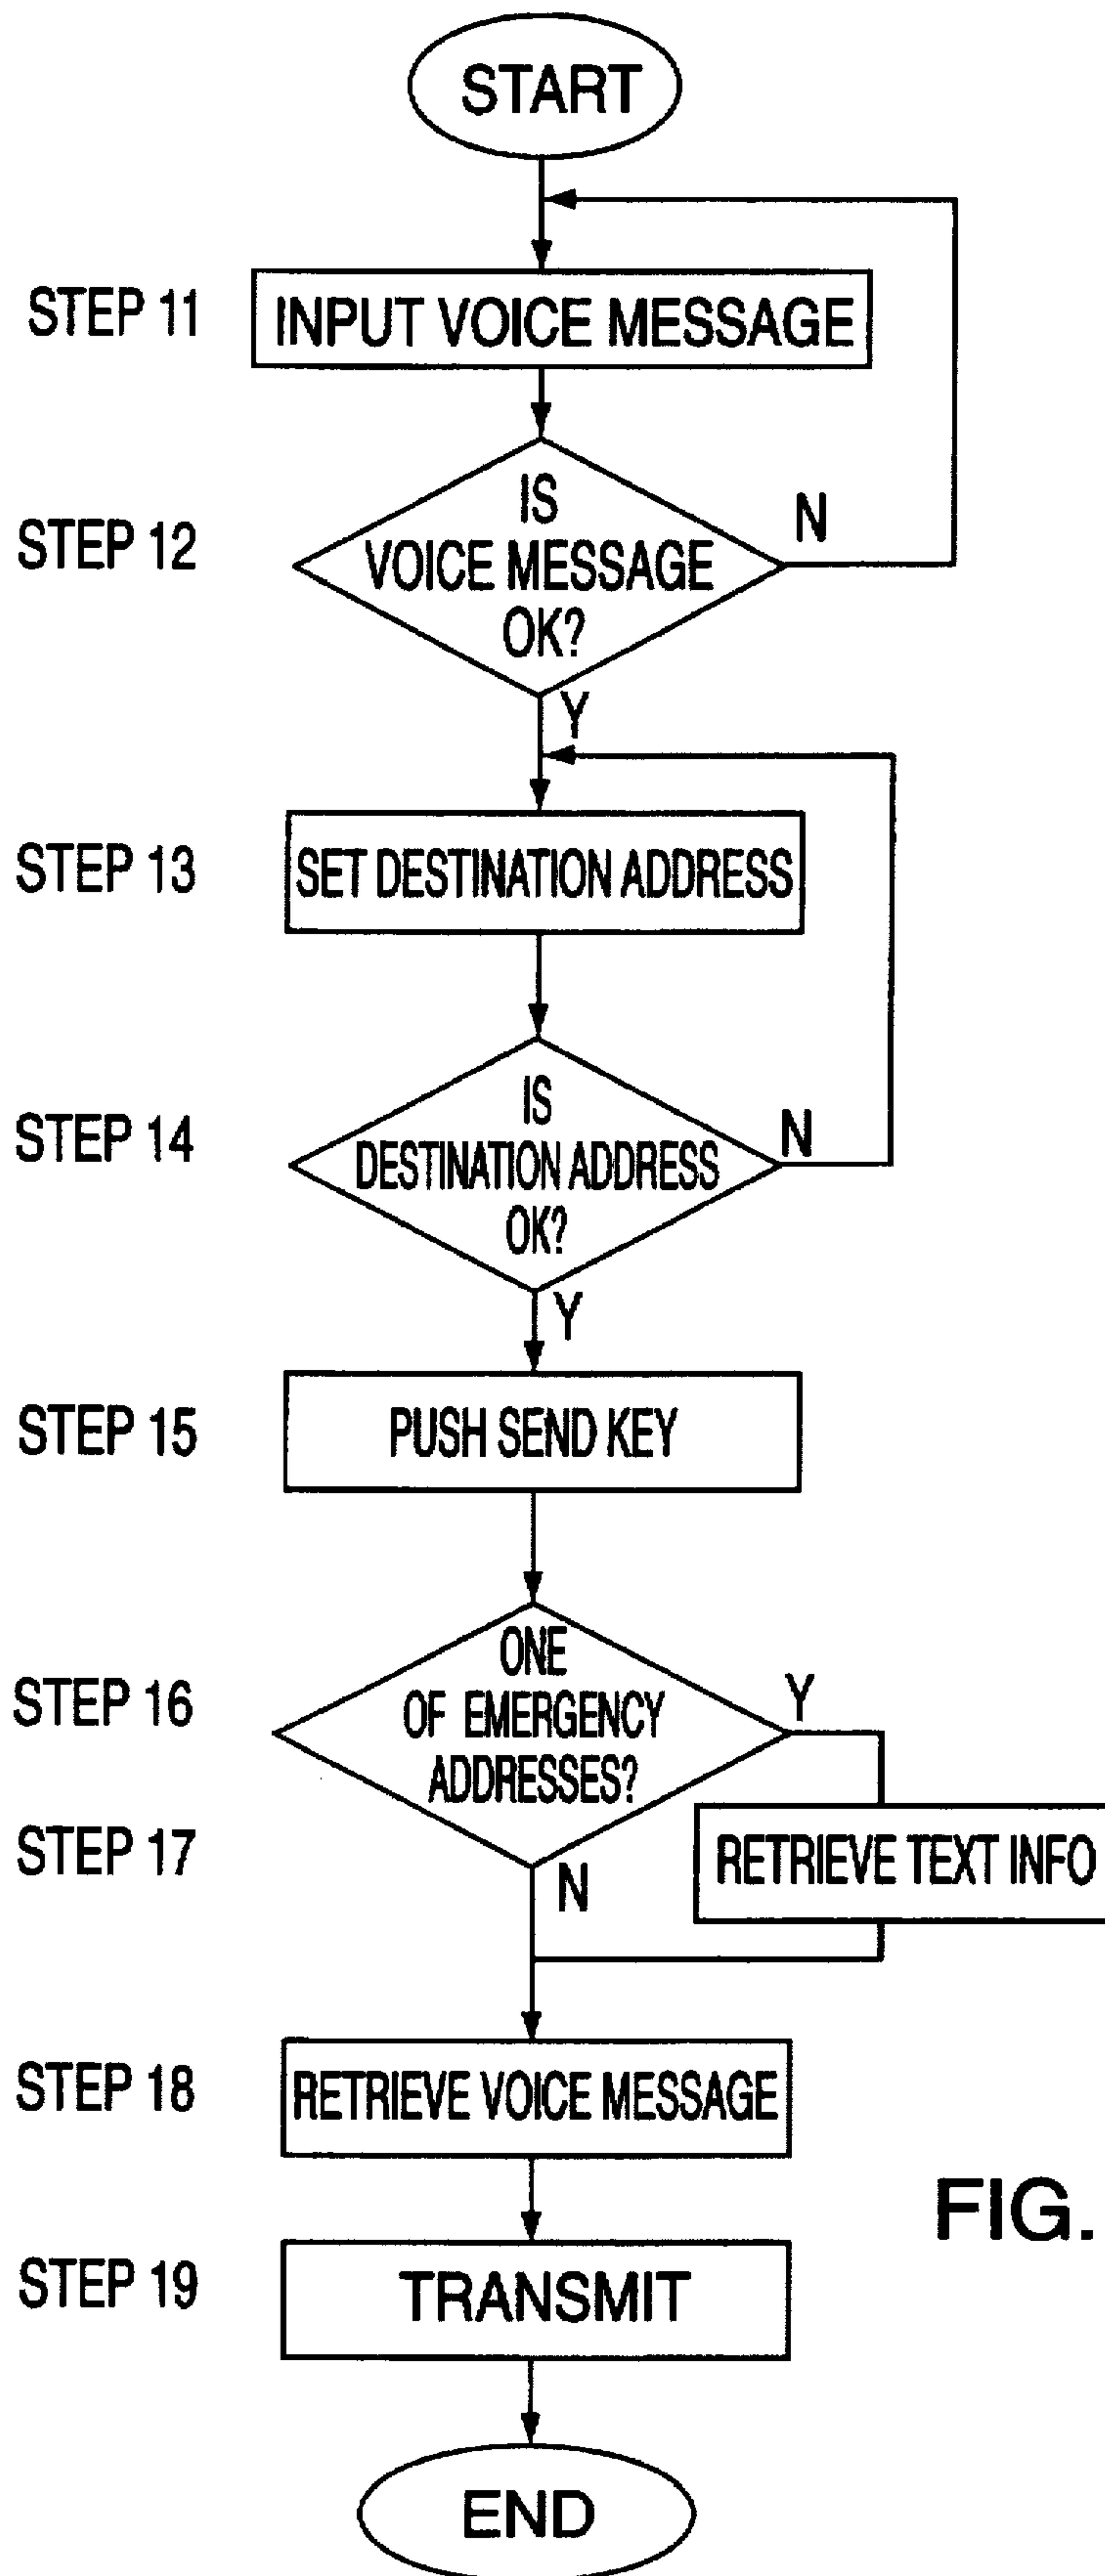 START
STEP 11
INPUT VOICE MESSAGE
STEP 12
IS
VOICE MESSAGE
OK?
N
Y
STEP 13
SET DESTINATION ADDRESS
STEP 14
IS
DESTINATION ADDRESS
OK?
N
Y
STEP 15
PUSH SEND KEY
STEP 16
ONE
OF EMERGENCY
ADDRESSES?
Y
STEP 17
RETRIEVE TEXT INFO
N
STEP 18
RETRIEVE VOICE MESSAGE
FIG.
STEP 19
TRANSMIT
END